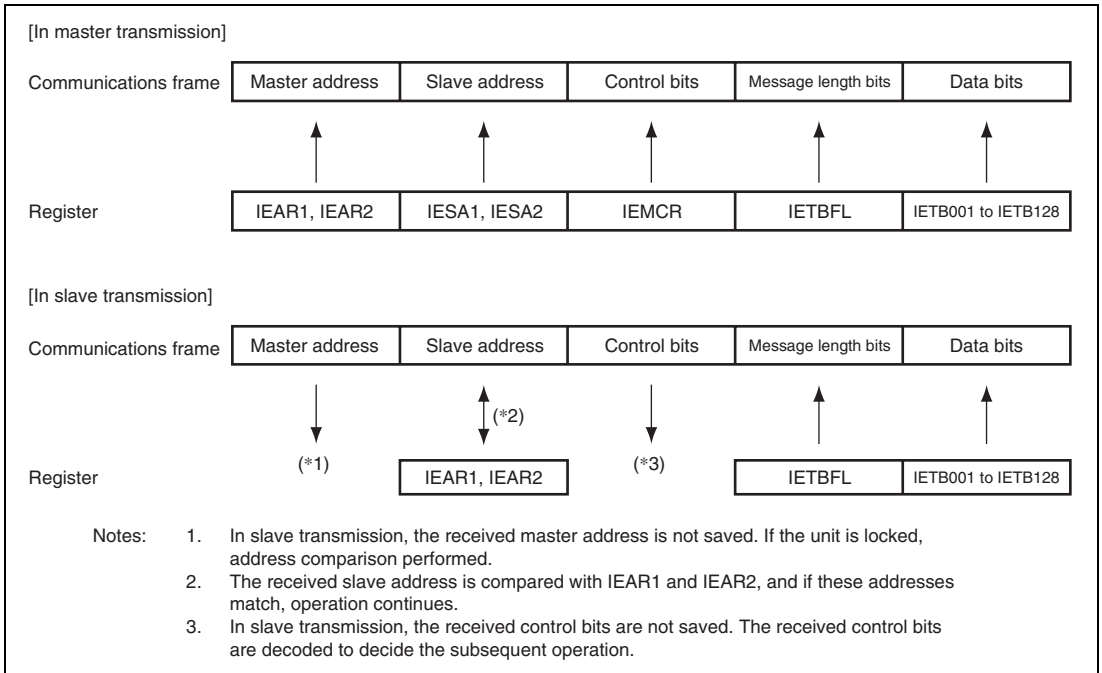 [In master transmission]
Communications frame Master address Slave address Control bits Message length bits Data bits
Register IEAR1, IEAR2 IESA1, IESA2 IEMCR IETBFL IETB001 to IETB128
[In slave transmission]
Communications frame Master address Slave address Control bits Message length bits Data bits
(*2)
Register (*1) IEAR1, IEAR2 (*3) IETBFL IETB001 to IETB128
Notes: 1. In slave transmission, the received master address is not saved. If the unit is locked,
address comparison performed.
2. The received slave address is compared with IEAR1 and IEAR2, and if these addresses
match, operation continues.
3. In slave transmission, the received control bits are not saved. The received control bits
are decoded to decide the subsequent operation.